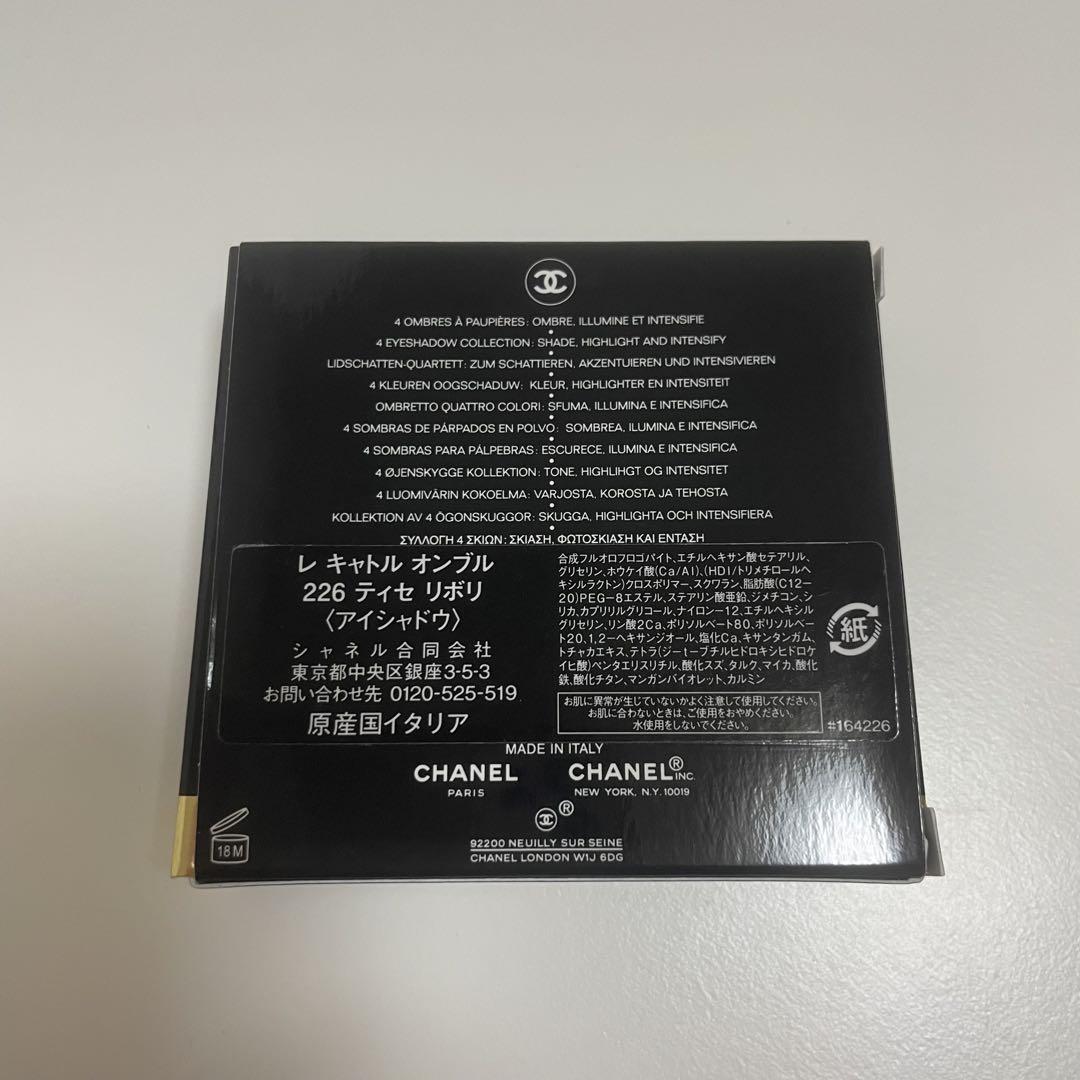 4 OMBRES À PAUPIÈRES: OMBRE, ILLUMINE ET INTENSIFIE
4 EYESHADOW COLLECTION: SHADE, HIGHLIGHT AND INTENSIFY
LIDSCHATTEN-QUARTETT: ZUM SCHATTIEREN, AKZENTUIEREN UND INTENSIVIEREN
4 KLEUREN OOGSCHADUW: KLEUR, HIGHLIGHTER EN INTENSITEIT
OMBRETTO QUATTRO COLORI: SFUMA, ILLUMINA E INTENSIFICA
4 SOMBRAS DE PÁRPADOS EN POLVO: SOMBREA, ILUMINA E INTENSIFICA
4 SOMBRAS PARA PÁLPEBRAS: ESCURECE, ILUMINA E INTENSIFICA
4 ØJENSKYGGE KOLLEKTION: TONE, HIGHLIHGT OG INTENSITET
4 LUOMIVÄRIN KOKOELMA: VARJOSTA, KOROSTA JA TEHOSTA
KOLLEKTION AV 4 ÖGONSKUGGOR: SKUGGA, HIGHLIGHTA OCH INTENSIFIERA
ΣΥΛΛΟΓΗ 4 ΣΚΙΩΝ: ΣΚΙΑΣΗ, ΦΩΤΟΣΚΙΑΣΗ ΚΑΙ ΕΝΤΑΣΗ
レ キャトル オンブル
226 ティセ リボリ
〈アイシャドウ〉
シャネル合同会社
東京都中央区銀座3-5-3
お問い合わせ先 0120-525-519
原産国イタリア
合成フルオロフロゴパイト、エチルヘキサン酸セテアリル、
グリセリン、ホウケイ酸(Ca/Al)、(HDI/トリメチロールヘ
キシルラクトン)クロスポリマー、スクワラン、脂肪酸(C12-
20)PEG-8エステル、ステアリン酸亜鉛、ジメチコン、シ
リカ、カプリリルグリコール、ナイロン-12、エチルヘキシル
グリセリン、リン酸2Ca、ポリソルベート80、ポリソルベー
ト20、1,2-ヘキサンジオール、塩化Ca、キサンタンガム、
トチャカエキス、テトラ(ジーtーブチルヒドロキシヒドロケ
イヒ酸)ペンタエリスリチル、酸化スズ、タルク、マイカ、酸化
鉄、酸化チタン、マンガンバイオレット、カルミン
お肌に異常が生じていないかよく注意して使用してください。
お肌に合わないときは、ご使用をおやめください。
水使用をしないでください。
紙
#164226
MADE IN ITALY
CHANEL
PARIS
CHANEL® INC.
NEW YORK, N.Y. 10019
®
92200 NEUILLY SUR SEINE
CHANEL LONDON W1J 6DG
18M